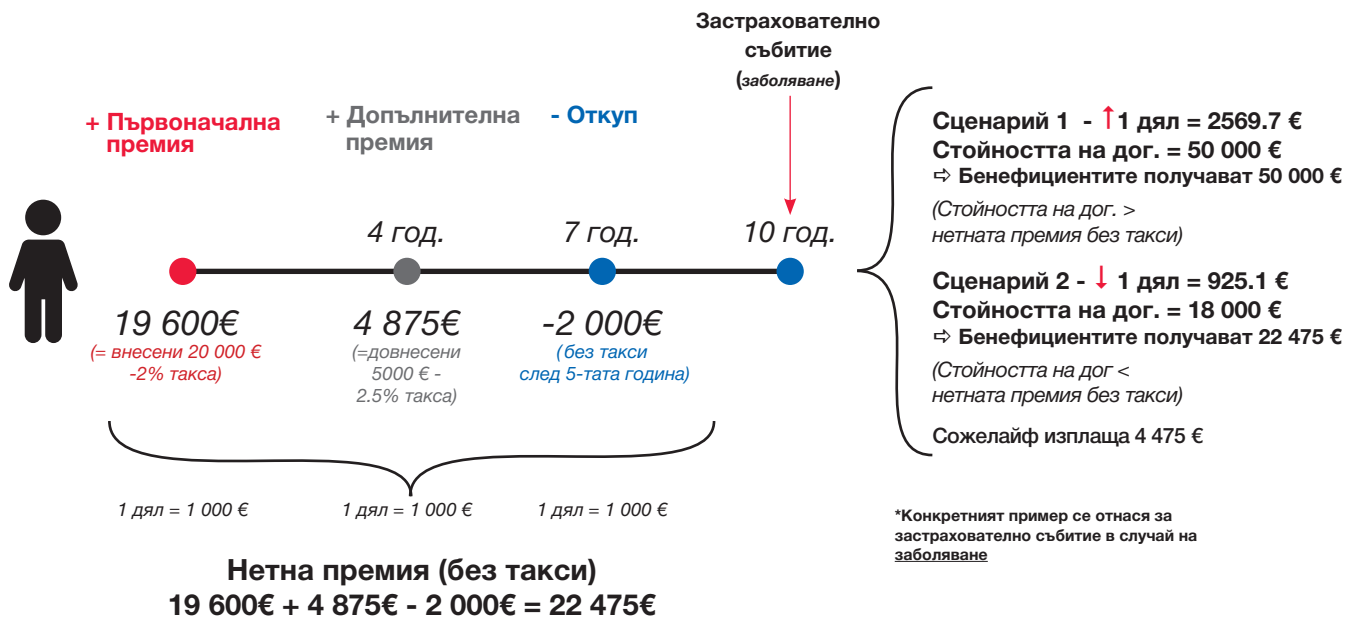 Застрахователно
събитие
(заболяване)
+ Първоначална
премия
+ Допълнителна
премия
- Откуп
4 год.
7 год.
10 год.
19 600€
(= внесени 20 000 €
-2% такса)
4 875€
(=довнесени
5000 € -
2.5% такса)
-2 000€
(без такси
след 5-тата година)
1 дял = 1 000 €
1 дял = 1 000 €
1 дял = 1 000 €
Нетна премия (без такси)
19 600€ + 4 875€ - 2 000€ = 22 475€
Сценарий 1 - ↑1 дял = 2569.7 €
Стойността на дог. = 50 000 €
⇨ Бенефициентите получават 50 000 €
(Стойността на дог. >
нетната премия без такси)
Сценарий 2 - ↓ 1 дял = 925.1 €
Стойността на дог. = 18 000 €
⇨ Бенефициентите получават 22 475 €
(Стойността на дог <
нетната премия без такси)
Сожелайф изплаща 4 475 €
*Конкретният пример се отнася за
застрахователно събитие в случай на
заболяване